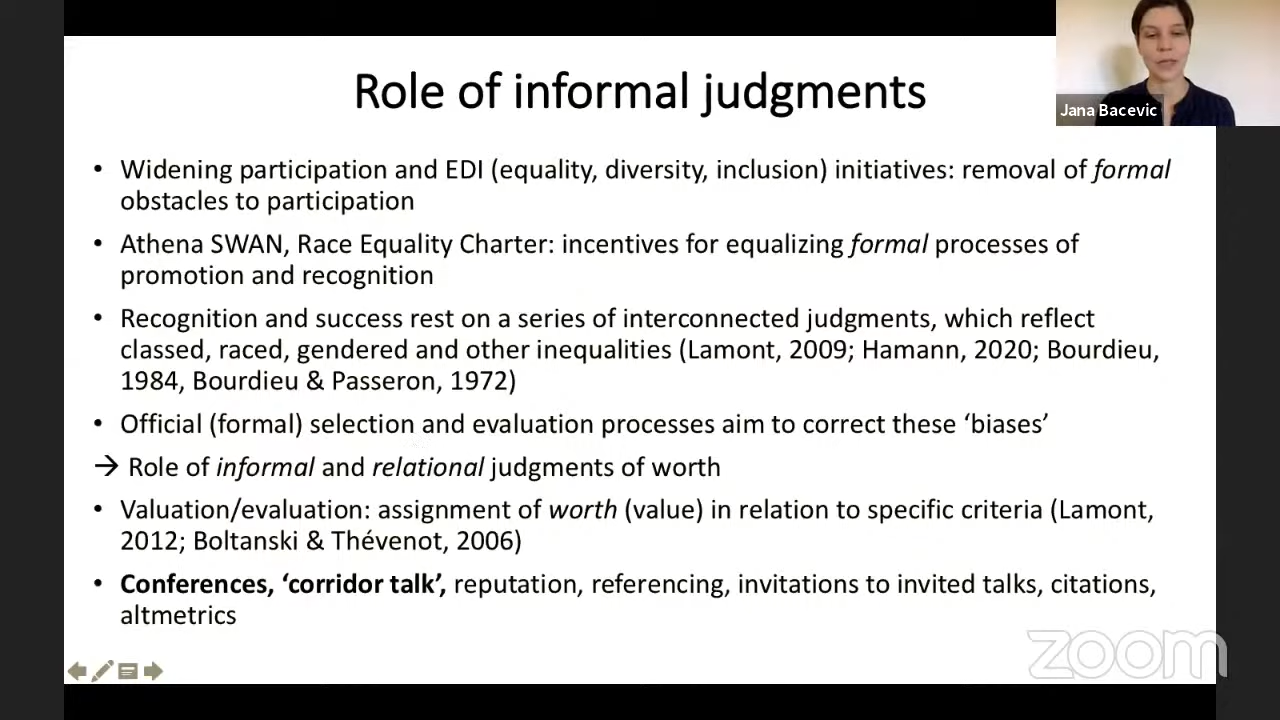 Role of informal judgments
Jana Bacevic
• Widening participation and EDI (equality, diversity, inclusion) initiatives: removal of formal
obstacles to participation
• Athena SWAN, Race Equality Charter: incentives for equalizing formal processes of
promotion and recognition
• Recognition and success rest on a series of interconnected judgments, which reflect
classed, raced, gendered and other inequalities (Lamont, 2009; Hamann, 2020; Bourdieu,
1984, Bourdieu & Passeron, 1972)
• Official (formal) selection and evaluation processes aim to correct these ‘biases’
→ Role of informal and relational judgments of worth
• Valuation/evaluation: assignment of worth (value) in relation to specific criteria (Lamont,
2012; Boltanski & Thévenot, 2006)
• Conferences, ‘corridor talk’, reputation, referencing, invitations to invited talks, citations,
altmetrics
zoom